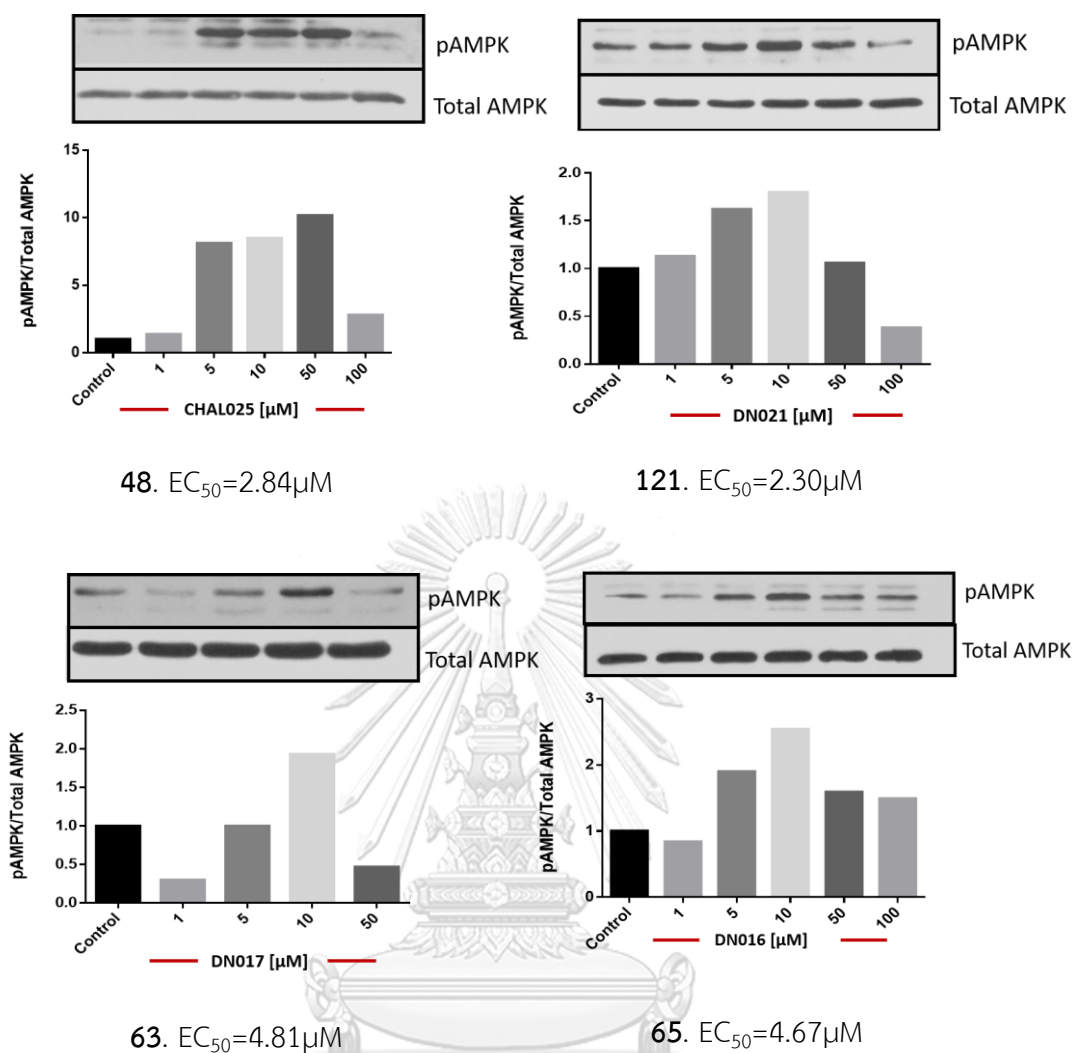 pAMPK
Total AMPK
15
10
5
0
pAMPK/Total AMPK
Control
1
5
10
50
100
CHAL025 [µM]
48. EC₅₀=2.84µM
pAMPK
Total AMPK
2.0
1.5
1.0
0.5
0.0
pAMPK/Total AMPK
Control
1
5
10
50
100
DN021 [µM]
121. EC₅₀=2.30µM
pAMPK
Total AMPK
2.5
2.0
1.5
1.0
0.5
0.0
pAMPK/Total AMPK
Control
1
5
10
50
DN017 [µM]
63. EC₅₀=4.81µM
pAMPK
Total AMPK
3
2
1
0
pAMPK/Total AMPK
Control
1
5
10
50
100
DN016 [µM]
65. EC₅₀=4.67µM